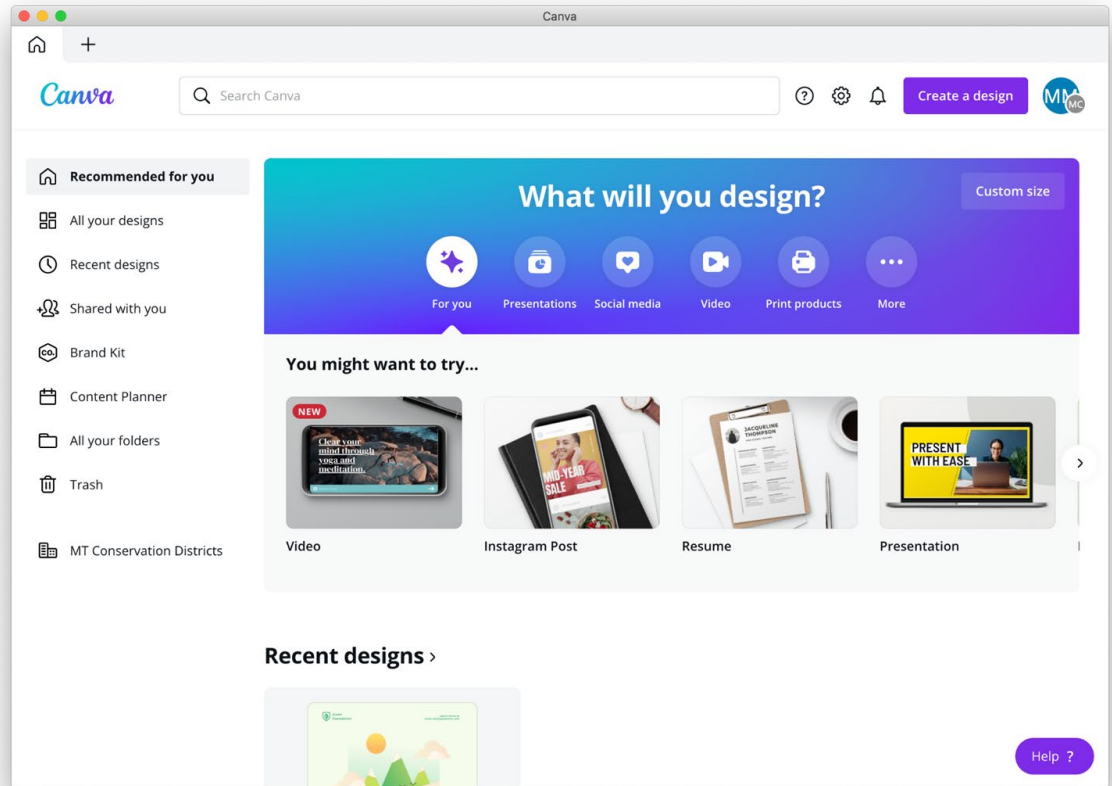 Canva
Canva
Search Canva
Create a design
MM
MC
Recommended for you
All your designs
Recent designs
Shared with you
CO.
Brand Kit
Content Planner
All your folders
Trash
MT Conservation Districts
What will you design?
Custom size
For you
Presentations
Social media
Video
Print products
More
You might want to try...
NEW
Clear your
mind through
yoga and
meditation.
MID-YEAR
SALE
JACQUELINE
THOMPSON
PRESENT
WITH EASE
Video
Instagram Post
Resume
Presentation
Recent designs ›
Help ?